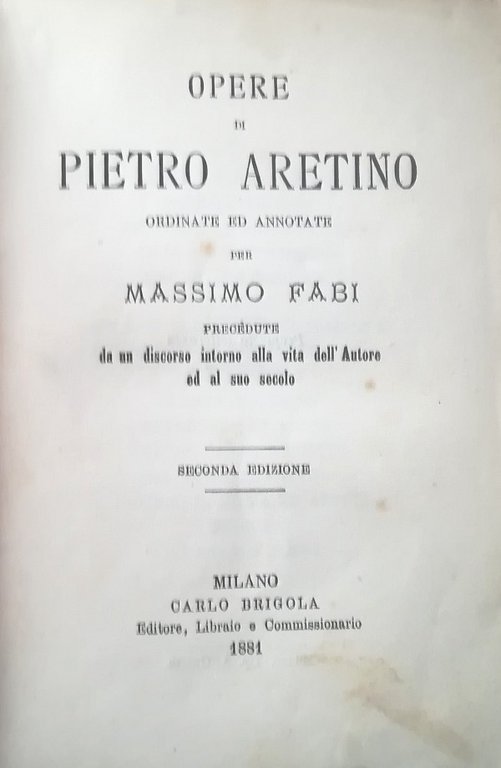 OPERE
DI
PIETRO ARETINO
ORDINATE ED ANNOTATE
PER
MASSIMO FABI
PRECEDUTE
da un discorso intorno alla vita dell'Autore
ed al suo secolo
SECONDA EDIZIONE
MILANO
CARLO BRIGOLA
Editore, Libraio e Commissionario
1881